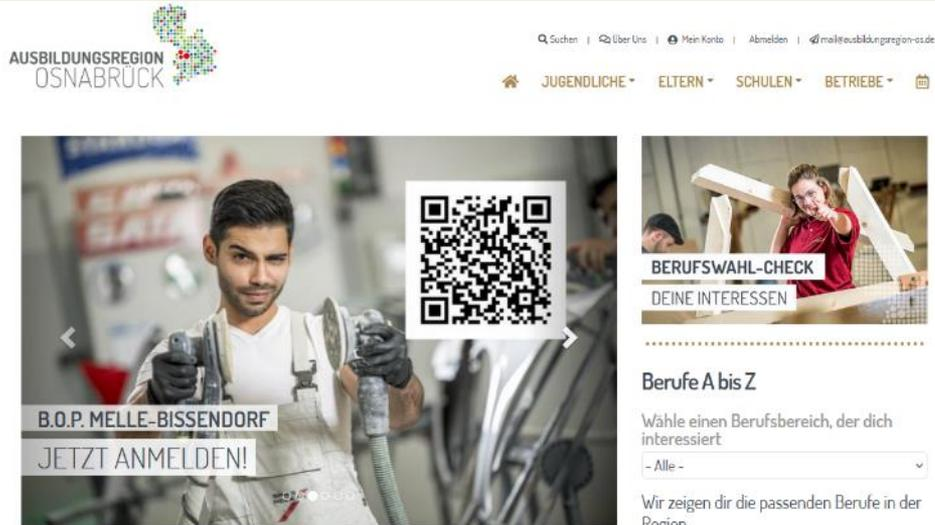 AUSBILDUNGSREGION
OSNABRÜCK
Suchen | Über Uns | Mein Konto | Abmelden | mail@ausbildungsregion-os.de
JUGENDLICHE ELTERN SCHULEN BETRIEBE
B.O.P. MELLE-BISSENDORF
JETZT ANMELDEN!
BERUFSWAHL-CHECK
DEINE INTERESSEN
Berufe A bis Z
Wähle einen Berufsbereich, der dich
interessiert
- Alle -
Wir zeigen dir die passenden Berufe in der
Region